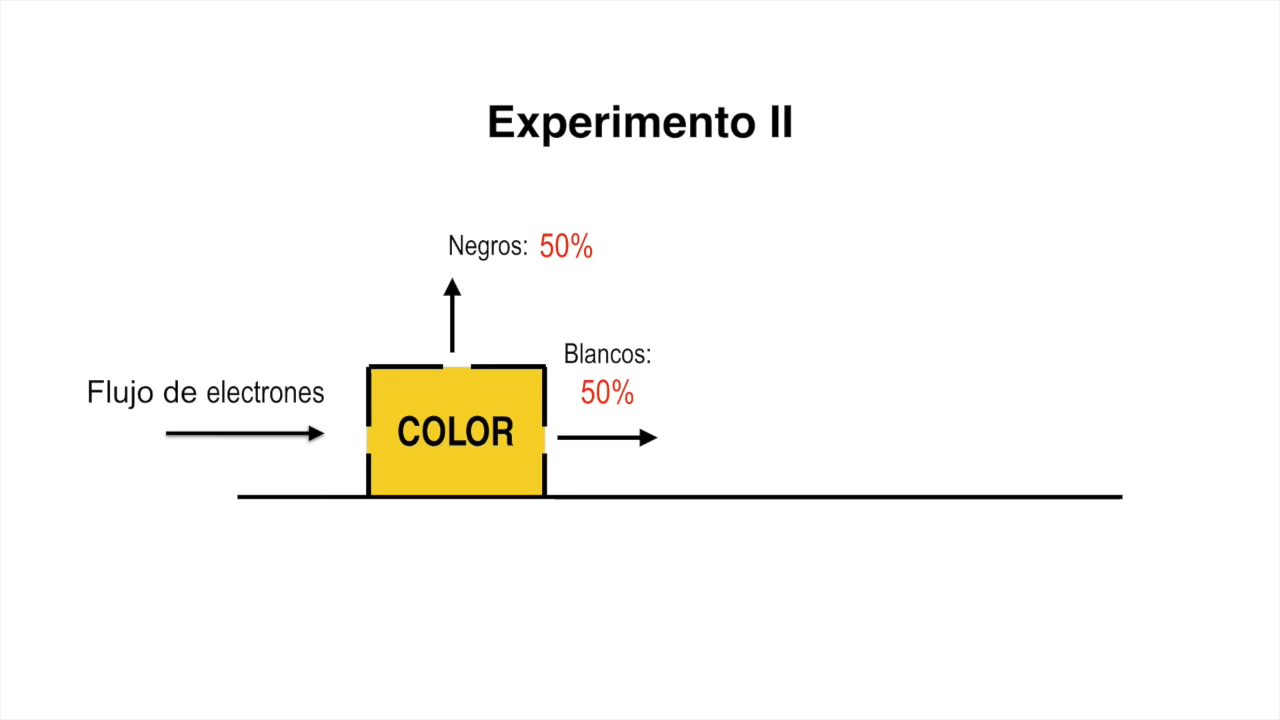 Experimento II
Negros: 50%
Blancos:
50%
Flujo de electrones
COLOR